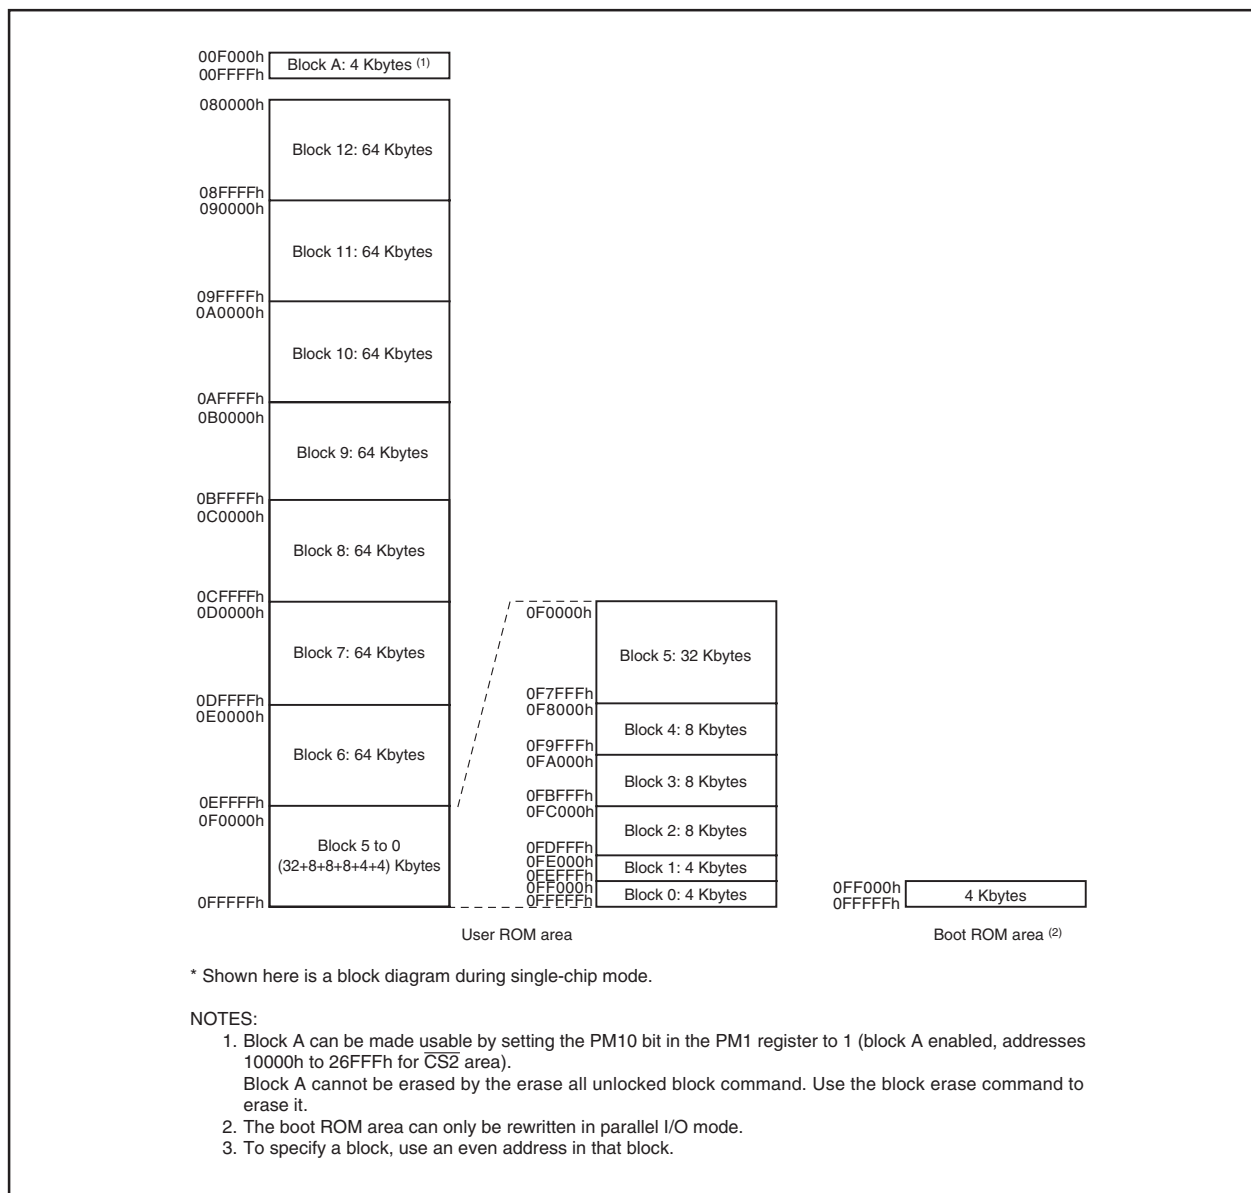 00F000h
Block A: 4 Kbytes (1)
00FFFFh
080000h
Block 12: 64 Kbytes
08FFFFh
090000h
Block 11: 64 Kbytes
09FFFFh
0A0000h
Block 10: 64 Kbytes
0AFFFFh
0B0000h
Block 9: 64 Kbytes
0BFFFFh
0C0000h
Block 8: 64 Kbytes
0CFFFFh
0D0000h
Block 7: 64 Kbytes
0DFFFFh
0E0000h
Block 6: 64 Kbytes
0EFFFFh
0F0000h
Block 5 to 0
(32+8+8+8+4+4) Kbytes
0FFFFFh
0F0000h
Block 5: 32 Kbytes
0F7FFFh
0F8000h
Block 4: 8 Kbytes
0F9FFFh
0FA000h
Block 3: 8 Kbytes
0FBFFFh
0FC000h
Block 2: 8 Kbytes
0FDFFFh
0FE000h
Block 1: 4 Kbytes
0FEFFFh
0FF000h
Block 0: 4 Kbytes
0FFFFFh
0FF000h
4 Kbytes
0FFFFFh
User ROM area
Boot ROM area (2)
* Shown here is a block diagram during single-chip mode.
NOTES:
1. Block A can be made usable by setting the PM10 bit in the PM1 register to 1 (block A enabled, addresses
10000h to 26FFFh for CS2 area).
Block A cannot be erased by the erase all unlocked block command. Use the block erase command to
erase it.
2. The boot ROM area can only be rewritten in parallel I/O mode.
3. To specify a block, use an even address in that block.